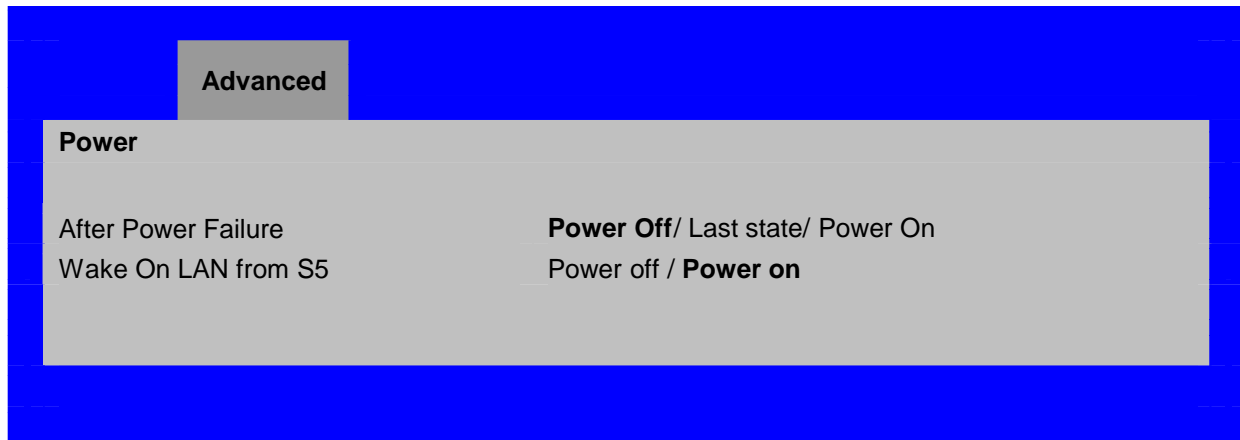 Advanced
Power
After Power Failure Power Off/ Last state/ Power On
Wake On LAN from S5 Power off / Power on